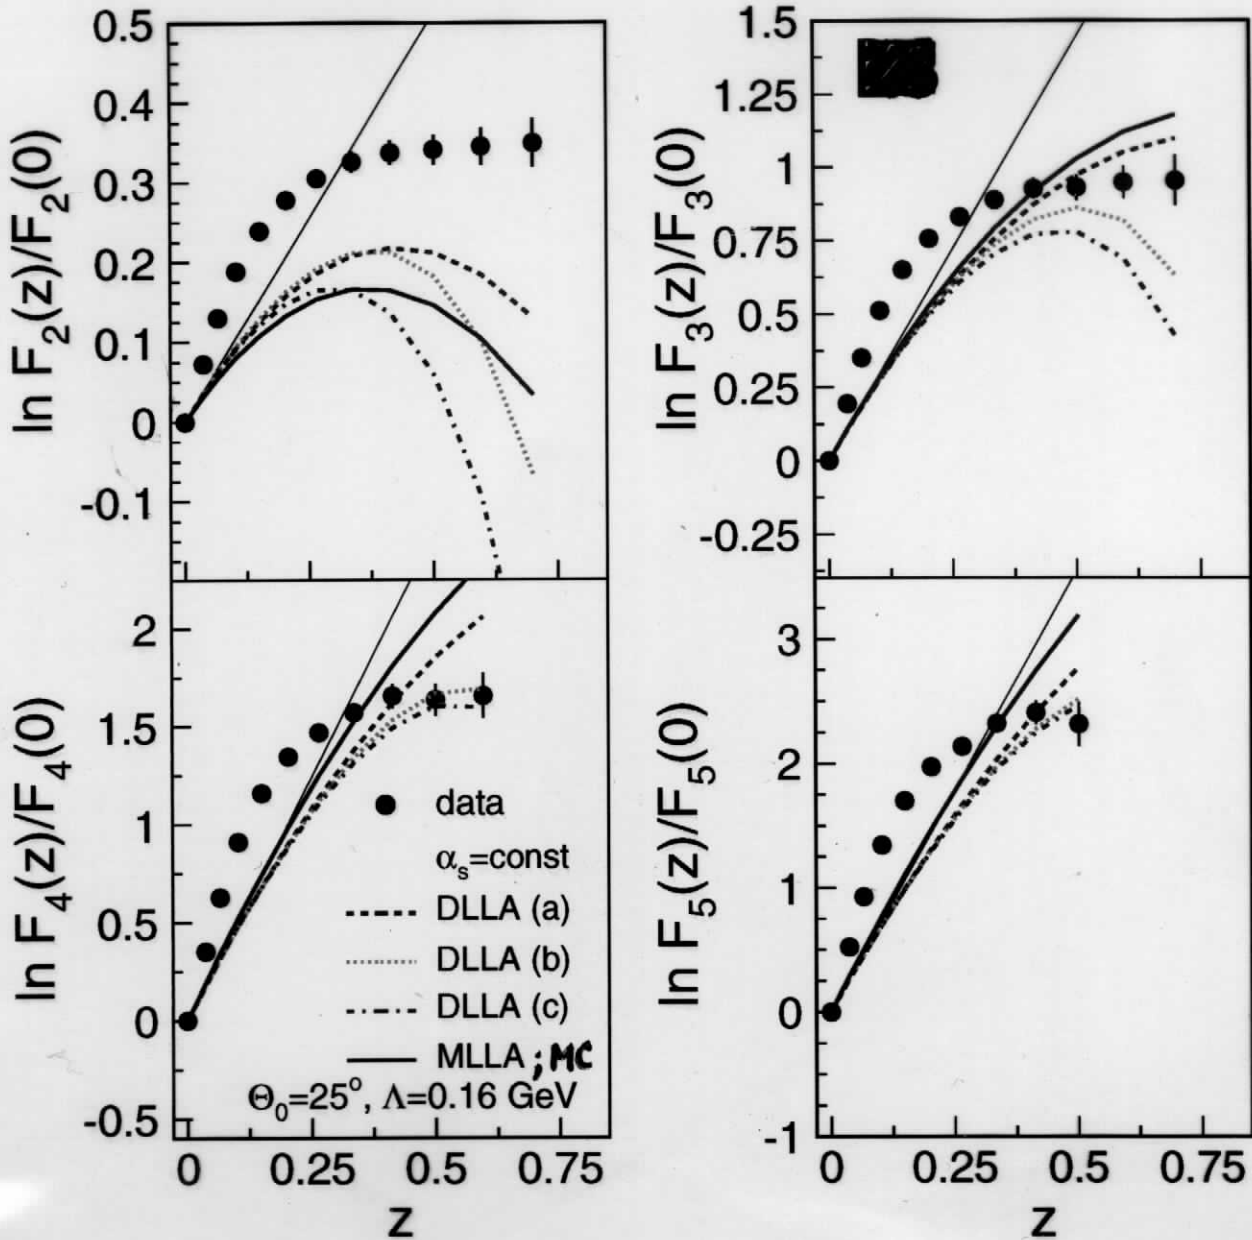 0.5
0.4
0.3
0.2
0.1
0
-0.1
ln F₂(z)/F₂(0)
1.5
1.25
1
0.75
0.5
0.25
0
-0.25
ln F₃(z)/F₃(0)
2
1.5
1
0.5
0
-0.5
ln F₄(z)/F₄(0)
data
αₛ=const
DLLA (a)
DLLA (b)
DLLA (c)
MLLA ;MC
Θ₀=25°, Λ=0.16 GeV
0 0.25 0.5 0.75
z
3
2
1
0
-1
ln F₅(z)/F₅(0)
0 0.25 0.5 0.75
z